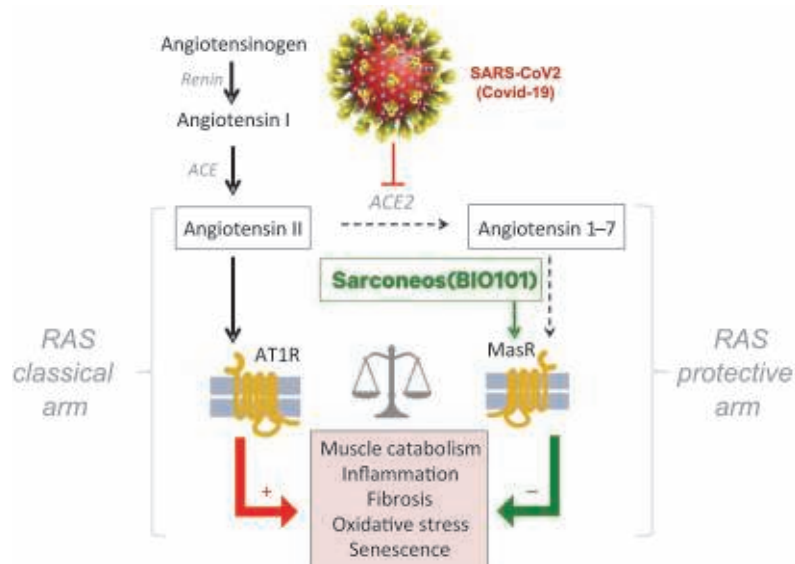 Angiotensinogen
Renin
Angiotensin I
ACE
SARS-CoV2
(Covid-19)
ACE2
Angiotensin II
Angiotensin 1–7
Sarconeos(BIO101)
RAS
classical
arm
AT1R
MasR
RAS
protective
arm
Muscle catabolism
Inflammation
Fibrosis
Oxidative stress
Senescence
+
–